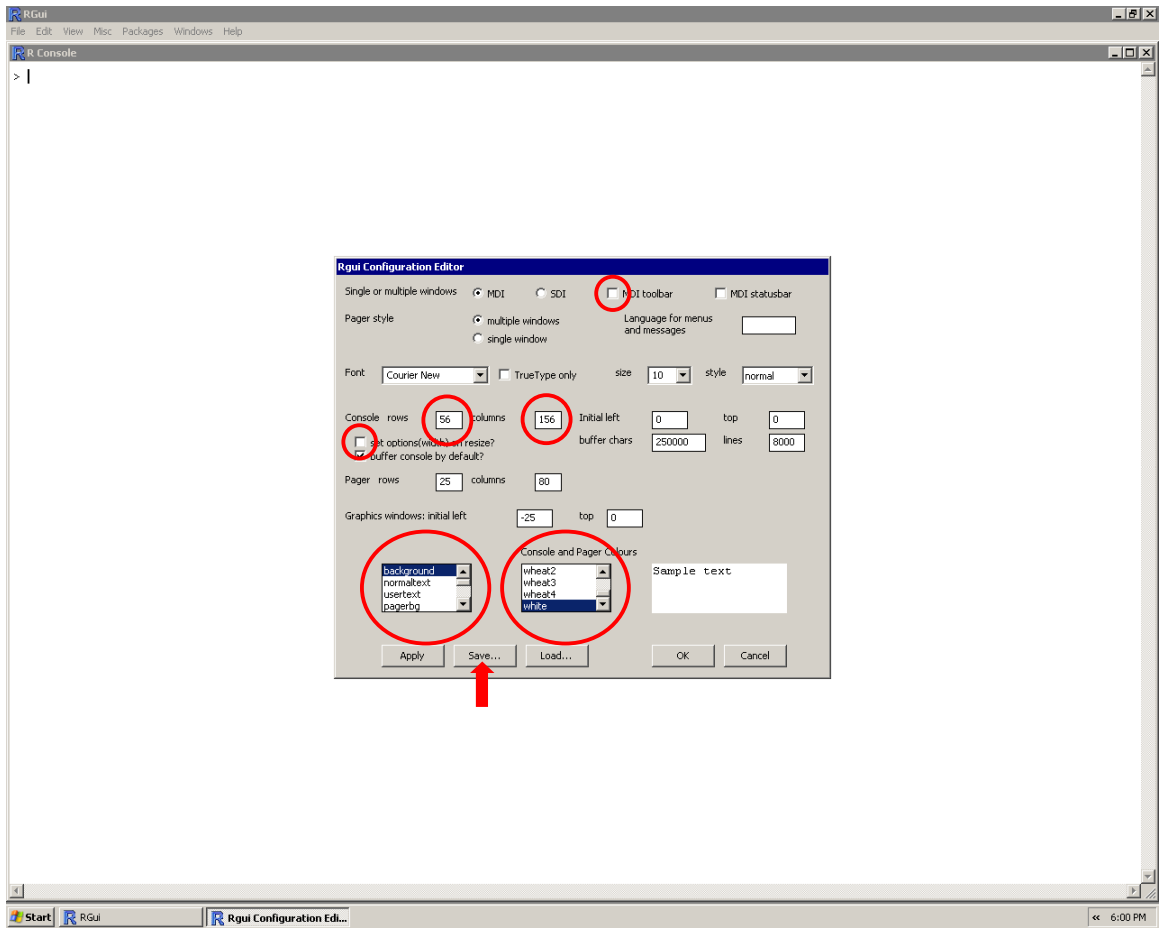 RGui
File Edit View Misc Packages Windows Help
R Console
>
Rgui Configuration Editor
Single or multiple windows MDI SDI MDI toolbar MDI statusbar
Pager style multiple windows Language for menus and messages
single window
Font Courier New TrueType only size 10 style normal
Console rows 56 columns 156 Initial left 0 top 0
set options(width) on resize? buffer chars 250000 lines 8000
buffer console by default?
Pager rows 25 columns 80
Graphics windows: initial left -25 top 0
Console and Pager Colours
background wheat2 Sample text
normaltext wheat3
usertext wheat4
pagerbg white
Apply Save... Load... OK Cancel
Start RGui Rgui Configuration Edi... « 6:00 PM